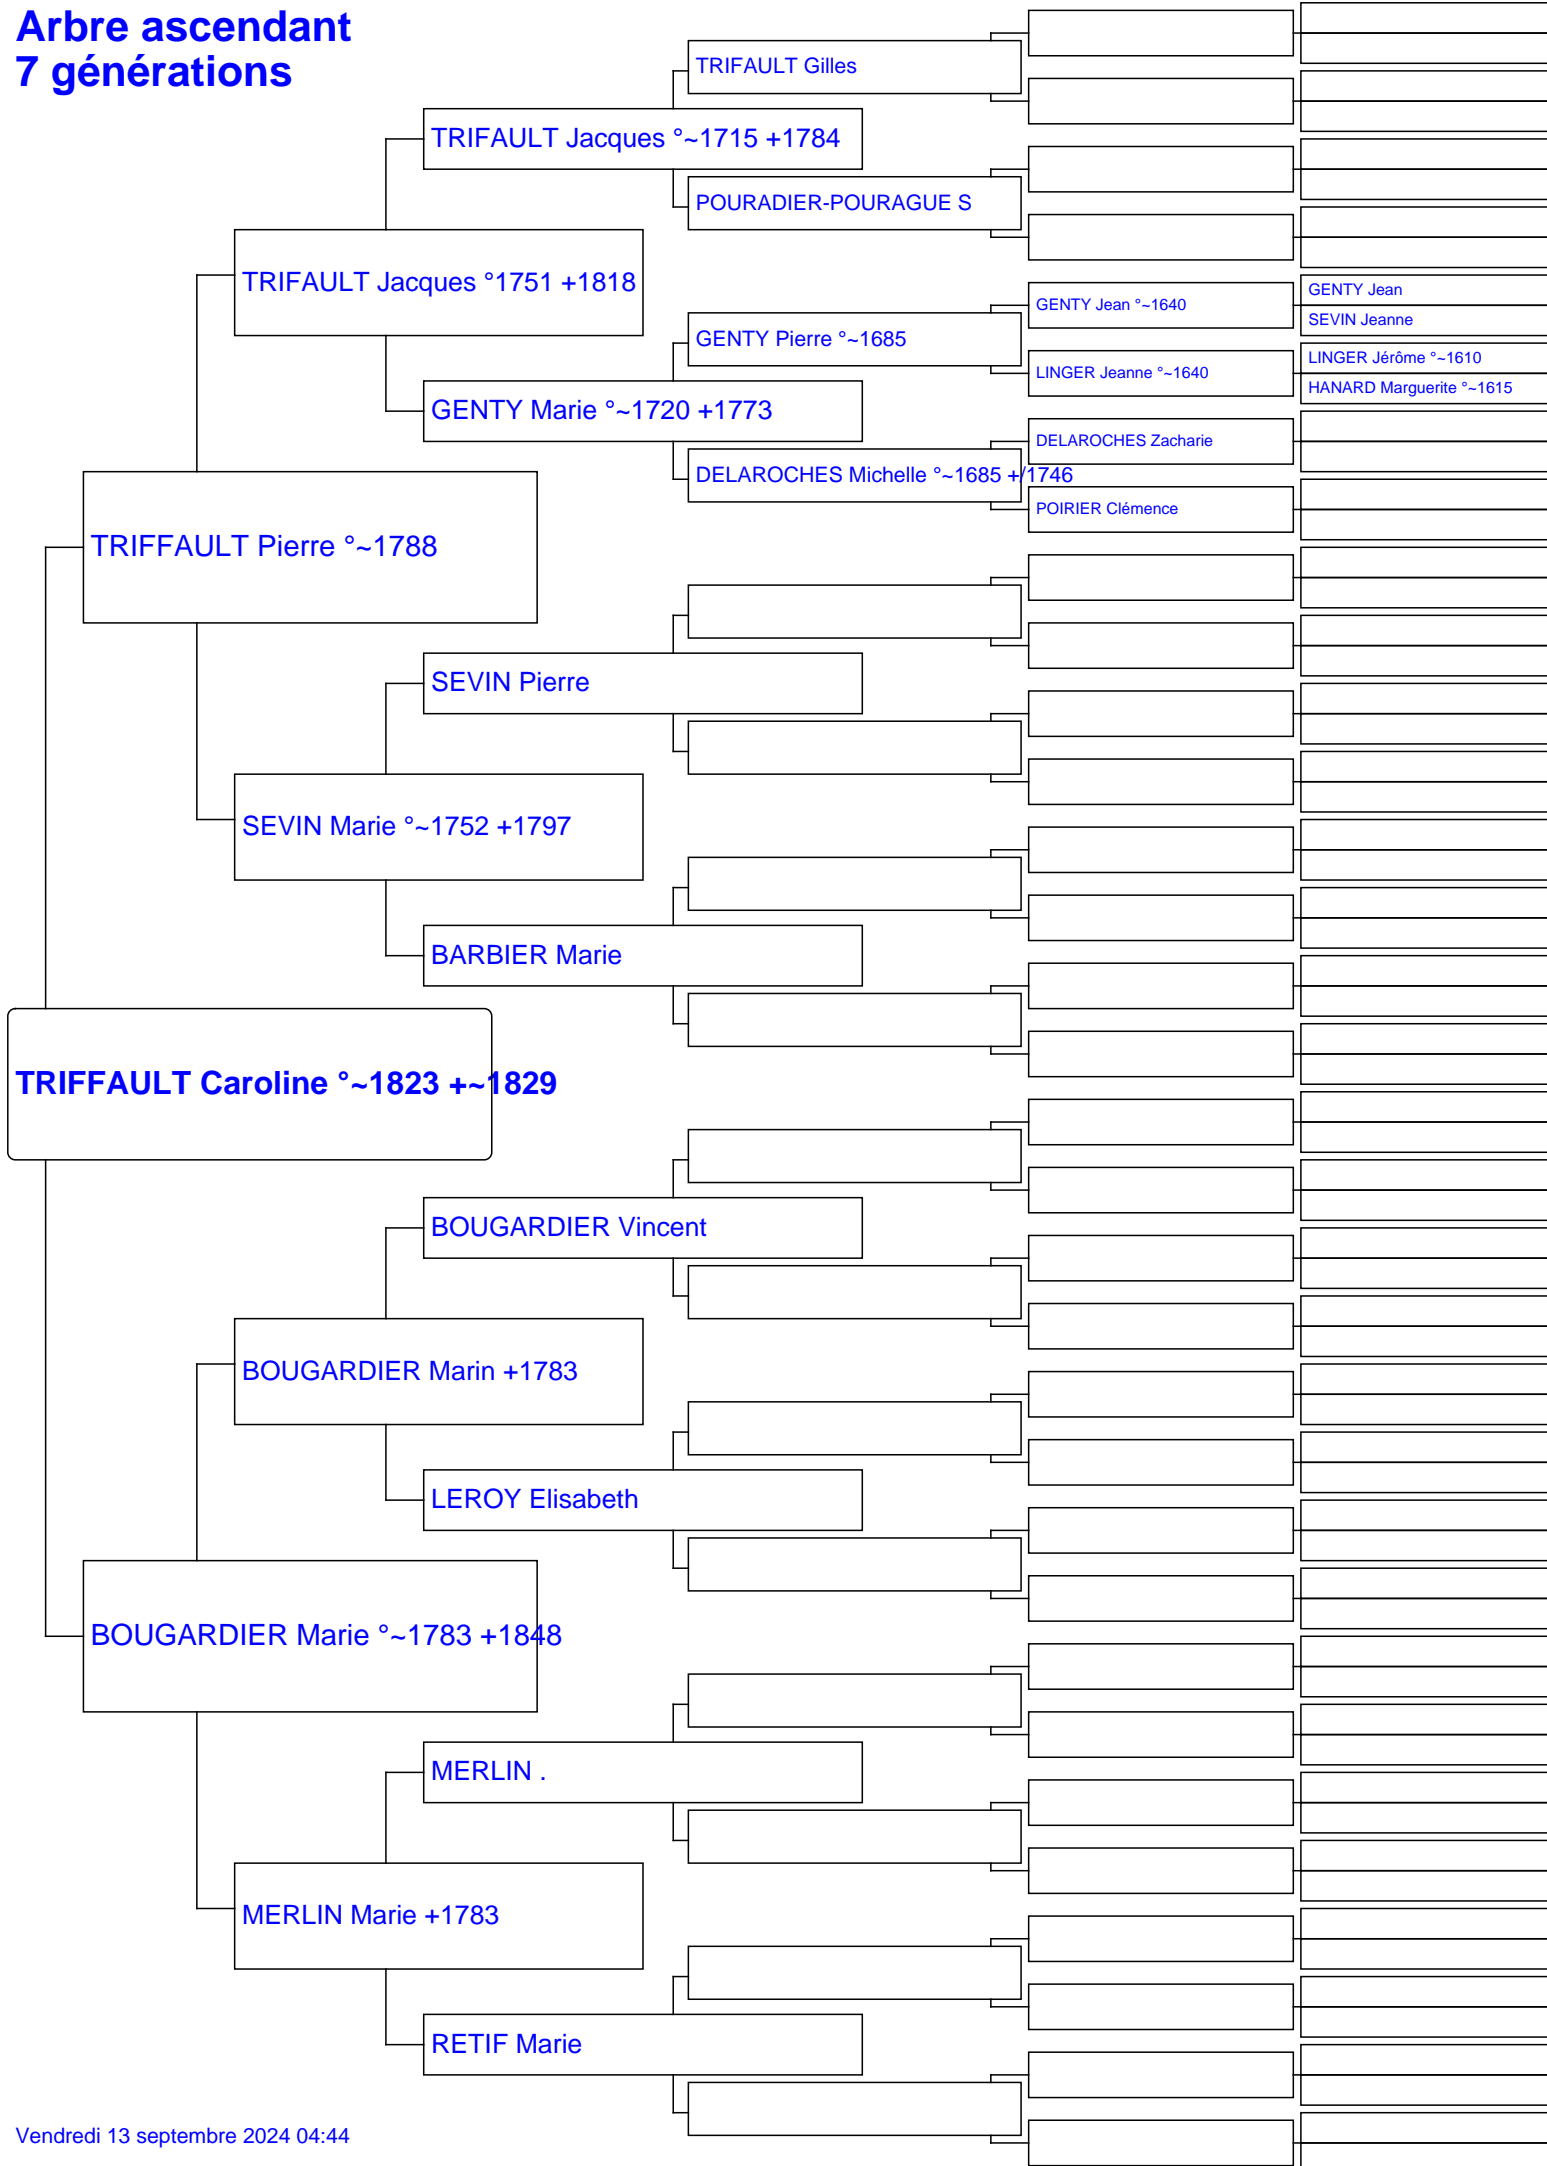 Arbre ascendant
7 générations
TRIFAULT Gilles
TRIFAULT Jacques °~1715 +1784
POURADIER-POURAGUE S
TRIFAULT Jacques °1751 +1818
GENTY Jean °~1640
GENTY Jean
SEVIN Jeanne
GENTY Pierre °~1685
LINGER Jeanne °~1640
LINGER Jérôme °~1610
HANARD Marguerite °~1615
GENTY Marie °~1720 +1773
DELAROCHES Zacharie
DELAROCHES Michelle °~1685 +/1746
POIRIER Clémence
TRIFFAULT Pierre °~1788
SEVIN Pierre
SEVIN Marie °~1752 +1797
BARBIER Marie
TRIFFAULT Caroline °~1823 +~1829
BOUGARDIER Vincent
BOUGARDIER Marin +1783
LEROY Elisabeth
BOUGARDIER Marie °~1783 +1848
MERLIN .
MERLIN Marie +1783
RETIF Marie
Vendredi 13 septembre 2024 04:44